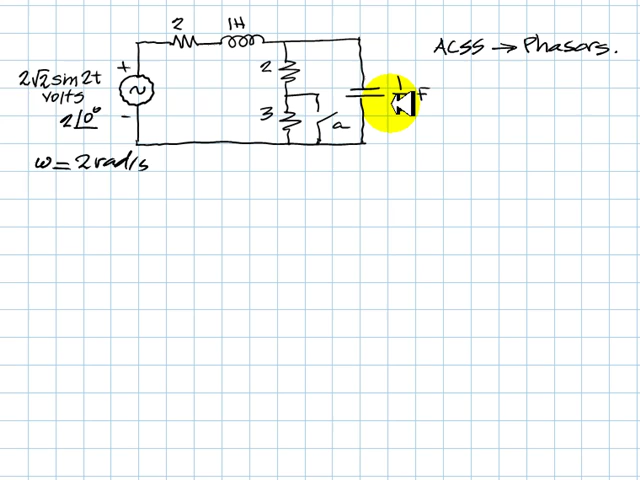 2 1H
ACSS → Phasors.
2√2 sin 2t
volts
2∠0°
+
-
2
3
a
F
ω = 2 rad/s